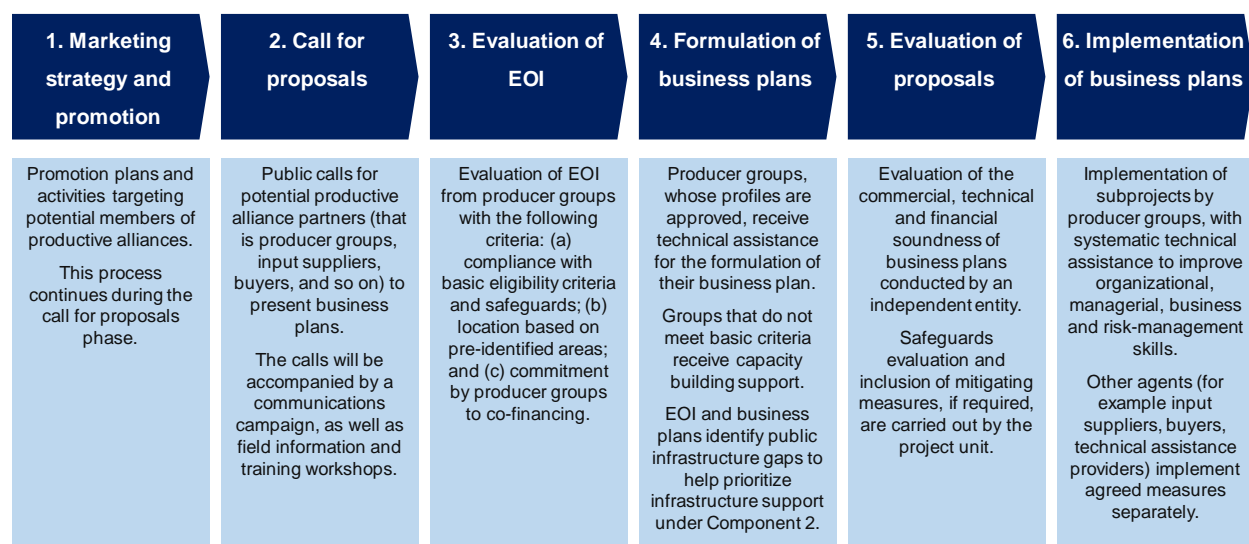 1. Marketing
strategy and
promotion
2. Call for
proposals
3. Evaluation of
EOI
4. Formulation of
business plans
5. Evaluation of
proposals
6. Implementation
of business plans
Promotion plans and
activities targeting
potential members of
productive alliances.
This process
continues during the
call for proposals
phase.
Public calls for
potential productive
alliance partners (that
is producer groups,
input suppliers,
buyers, and so on) to
present business
plans.
The calls will be
accompanied by a
communications
campaign, as well as
field information and
training workshops.
Evaluation of EOI
from producer groups
with the following
criteria: (a)
compliance with
basic eligibility criteria
and safeguards; (b)
location based on
pre-identified areas;
and (c) commitment
by producer groups
to co-financing.
Producer groups,
whose profiles are
approved, receive
technical assistance
for the formulation of
their business plan.
Groups that do not
meet basic criteria
receive capacity
building support.
EOI and business
plans identify public
infrastructure gaps to
help prioritize
infrastructure support
under Component 2.
Evaluation of the
commercial, technical
and financial
soundness of
business plans
conducted by an
independent entity.
Safeguards
evaluation and
inclusion of mitigating
measures, if required,
are carried out by the
project unit.
Implementation of
subprojects by
producer groups, with
systematic technical
assistance to improve
organizational,
managerial, business
and risk-management
skills.
Other agents (for
example input
suppliers, buyers,
technical assistance
providers) implement
agreed measures
separately.